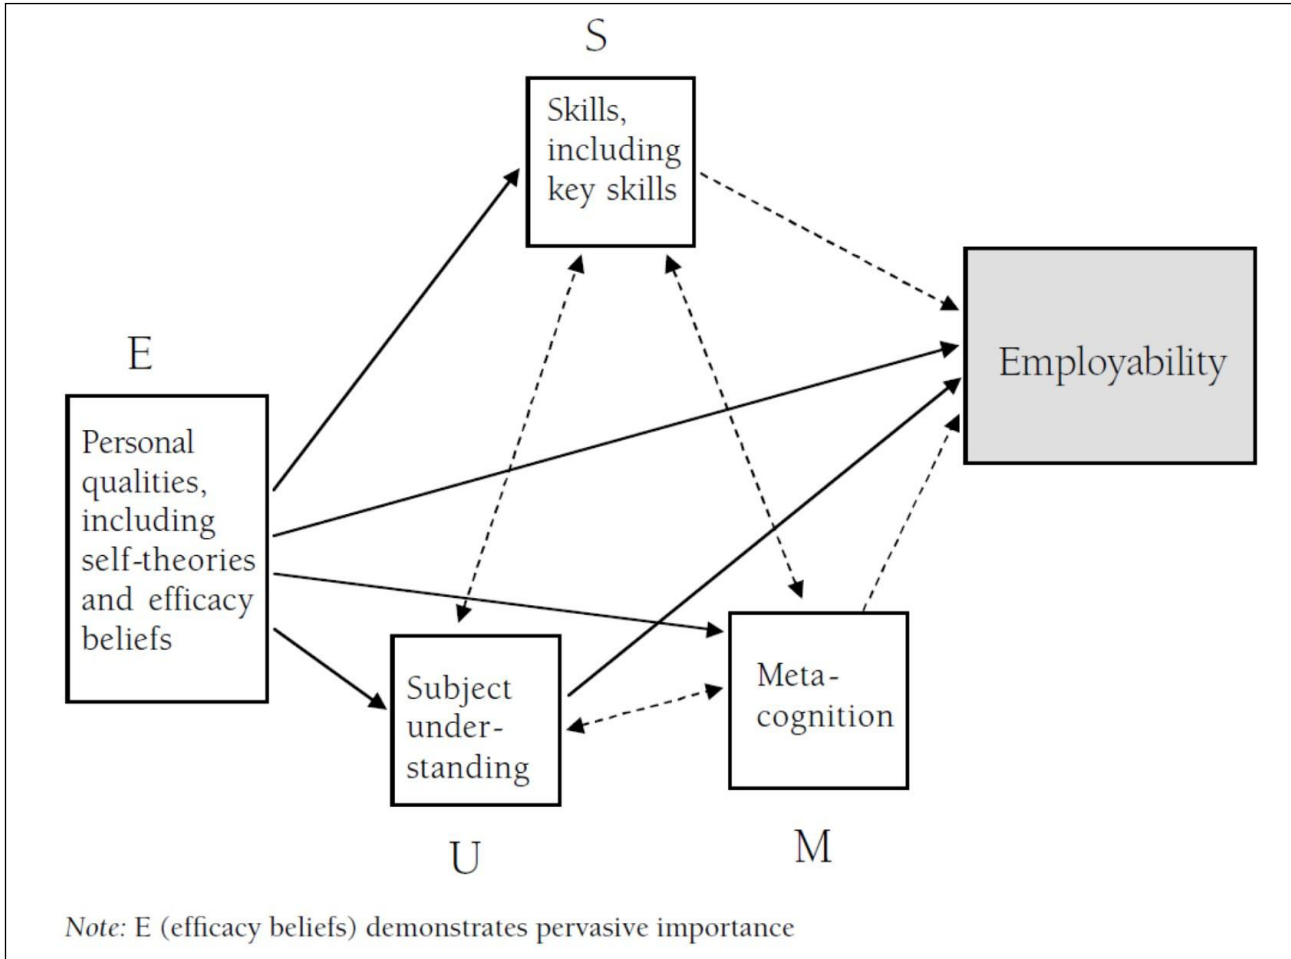 S
Skills,
including
key skills
Employability
E
Personal
qualities,
including
self-theories
and efficacy
beliefs
Subject
under-
standing
Meta-
cognition
U
M
Note: E (efficacy beliefs) demonstrates pervasive importance